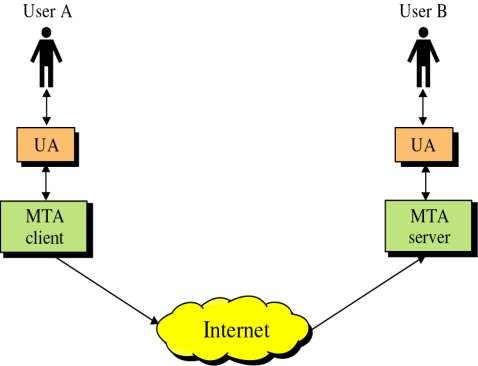 User A
User B
UA
UA
MTA
client
MTA
server
Internet